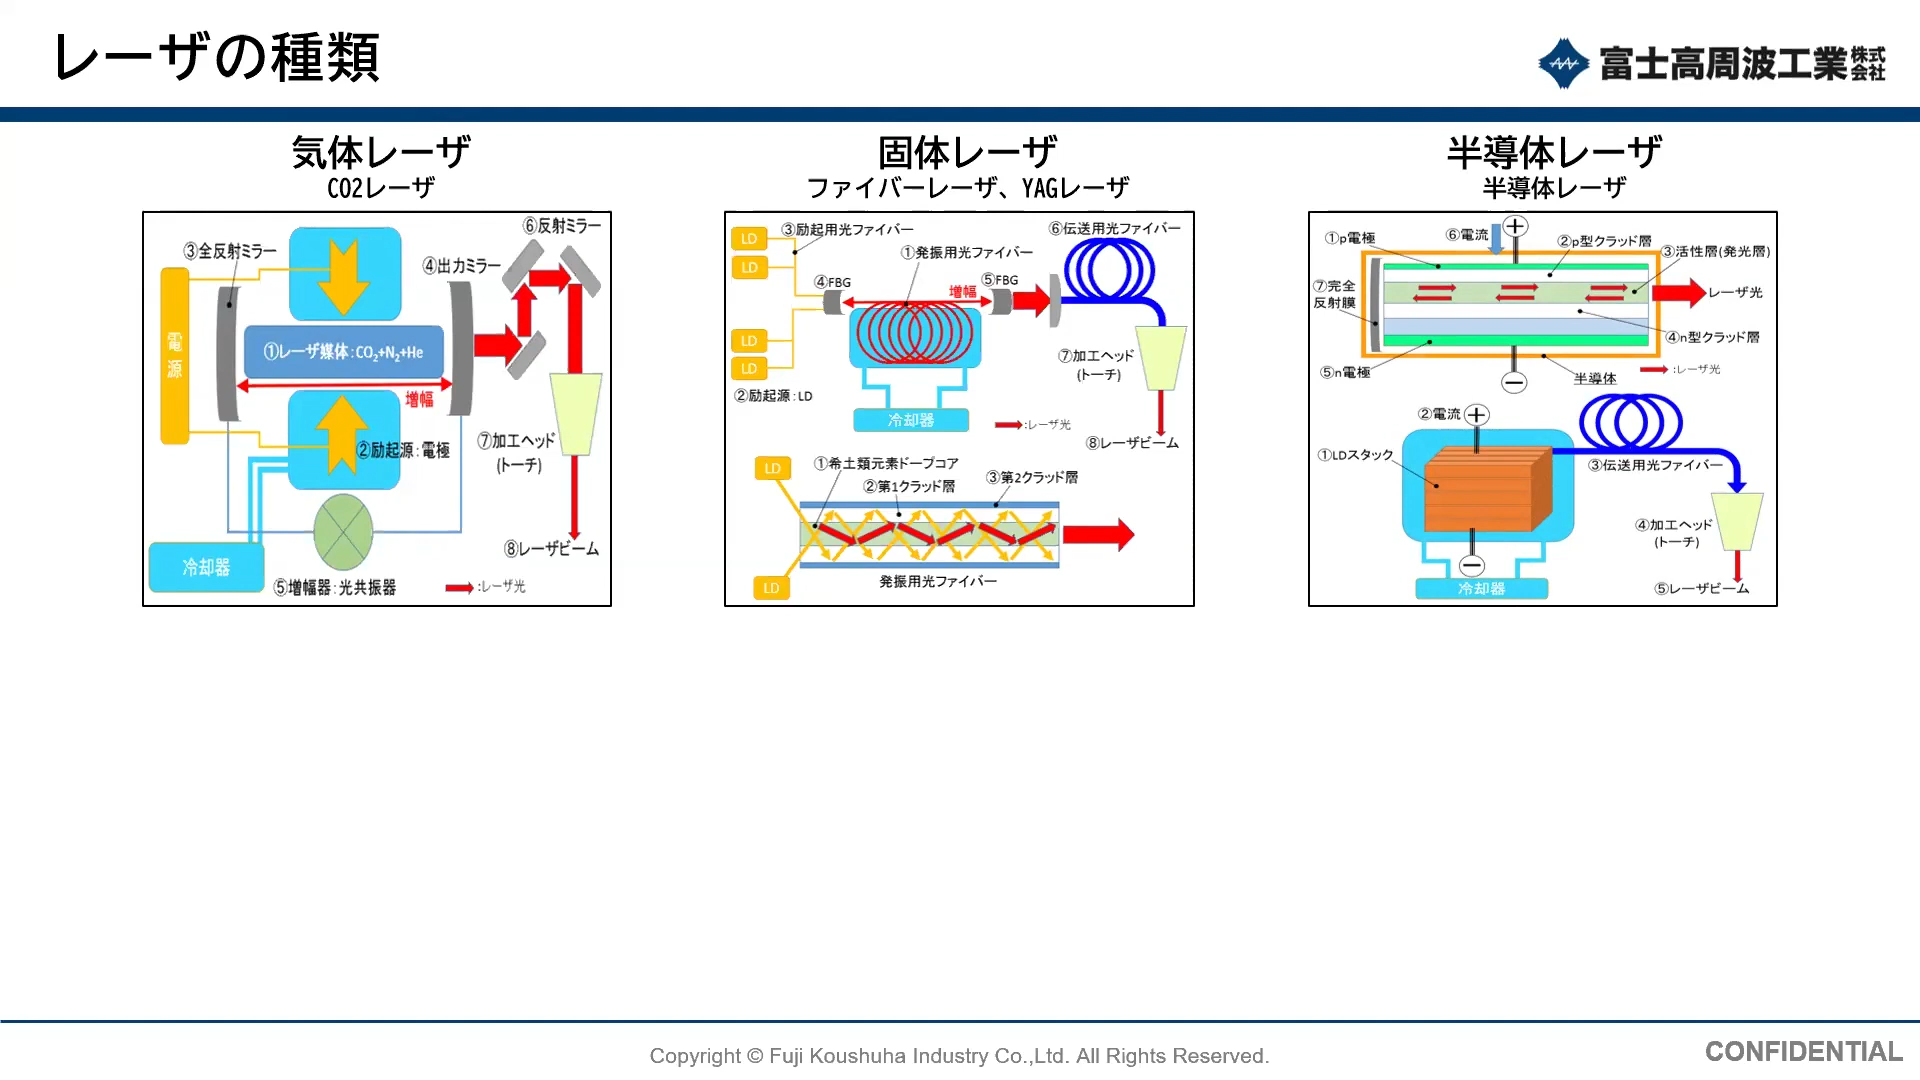 レーザの種類
富士高周波工業株式会社
気体レーザ
CO2レーザ
⑥反射ミラー
③全反射ミラー
④出力ミラー
電源
①レーザ媒体:CO₂+N₂+He
増幅
②励起源:電極
⑦加工ヘッド
(トーチ)
⑧レーザビーム
冷却器
⑤増幅器:光共振器
:レーザ光
固体レーザ
ファイバーレーザ、YAGレーザ
LD
③励起用光ファイバー
⑥伝送用光ファイバー
LD
①発振用光ファイバー
④FBG
⑤FBG
増幅
LD
LD
⑦加工ヘッド
(トーチ)
②励起源:LD
冷却器
:レーザ光
⑧レーザビーム
LD
①希土類元素ドープコア
②第1クラッド層
③第2クラッド層
LD
発振用光ファイバー
半導体レーザ
半導体レーザ
①p電極
⑥電流
+
②p型クラッド層
③活性層(発光層)
⑦完全
反射膜
レーザ光
④n型クラッド層
⑤n電極
−
半導体
:レーザ光
②電流
+
①LDスタック
③伝送用光ファイバー
④加工ヘッド
(トーチ)
−
冷却器
⑤レーザビーム
Copyright © Fuji Koushuha Industry Co.,Ltd. All Rights Reserved.
CONFIDENTIAL